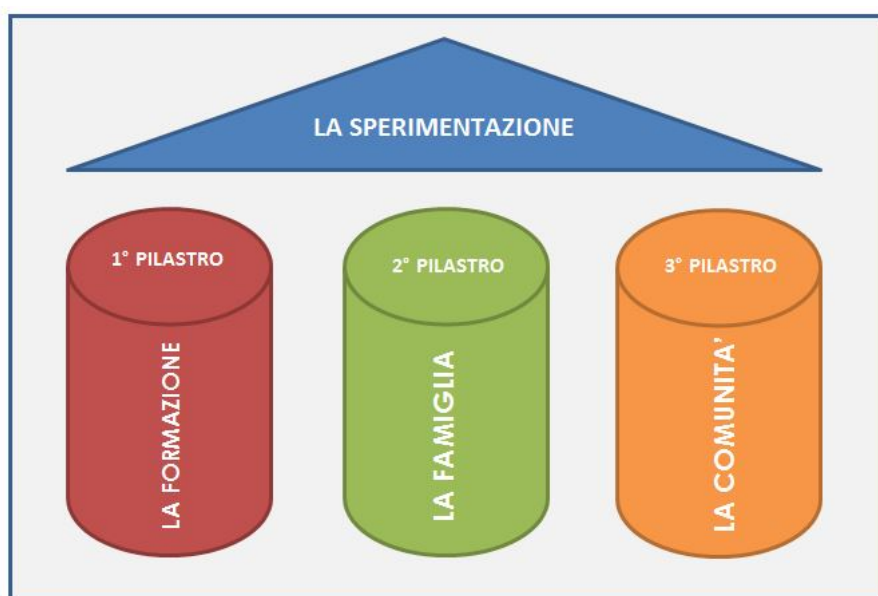 LA SPERIMENTAZIONE
1° PILASTRO
2° PILASTRO
3° PILASTRO
LA FORMAZIONE
LA FAMIGLIA
LA COMUNITA’